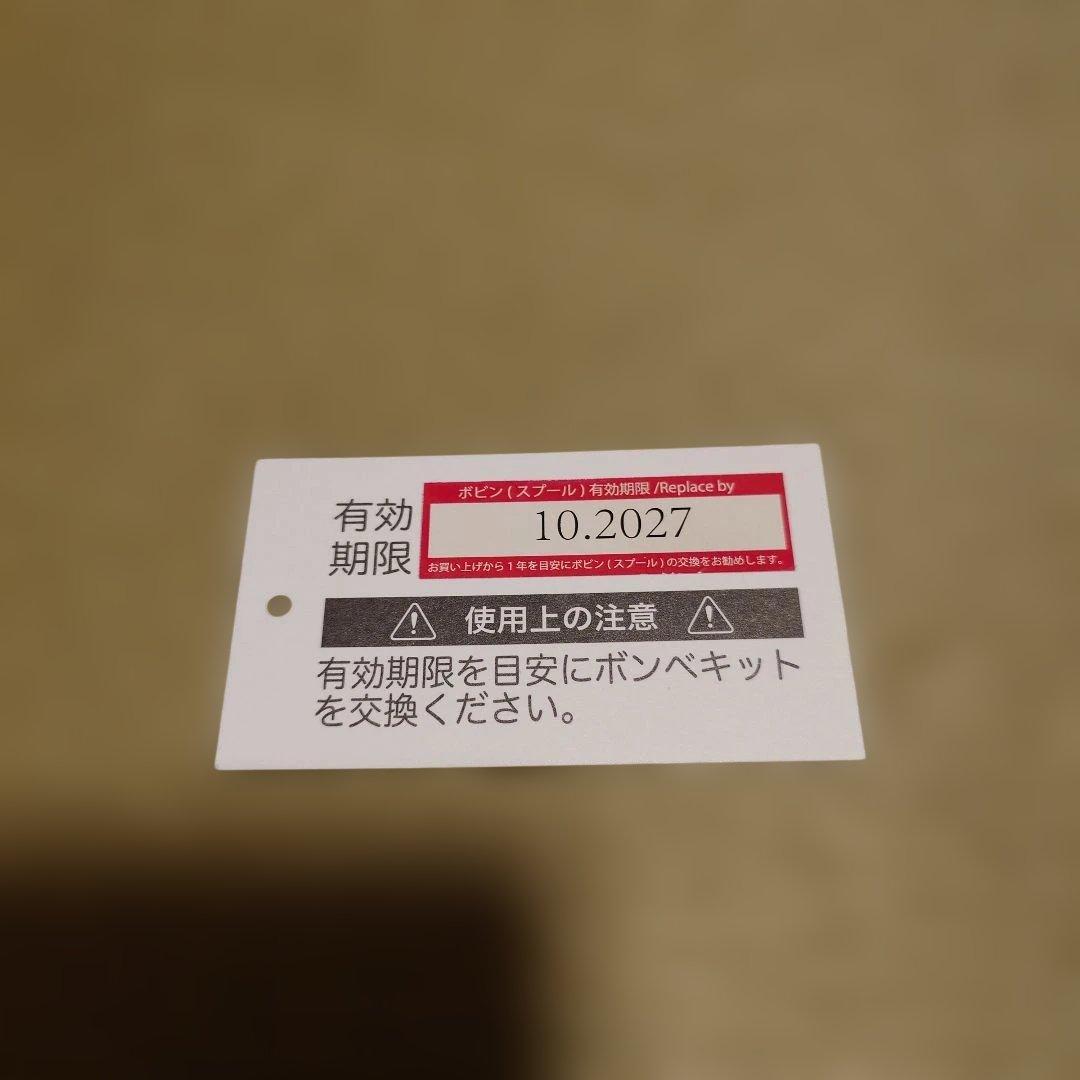 有効
期限
ボビン ( スプール ) 有効期限 /Replace by
10.2027
お買い上げから 1 年を目安にボビン ( スプール ) の交換をお勧めします。
使用上の注意
有効期限を目安にボンベキット
を交換ください。